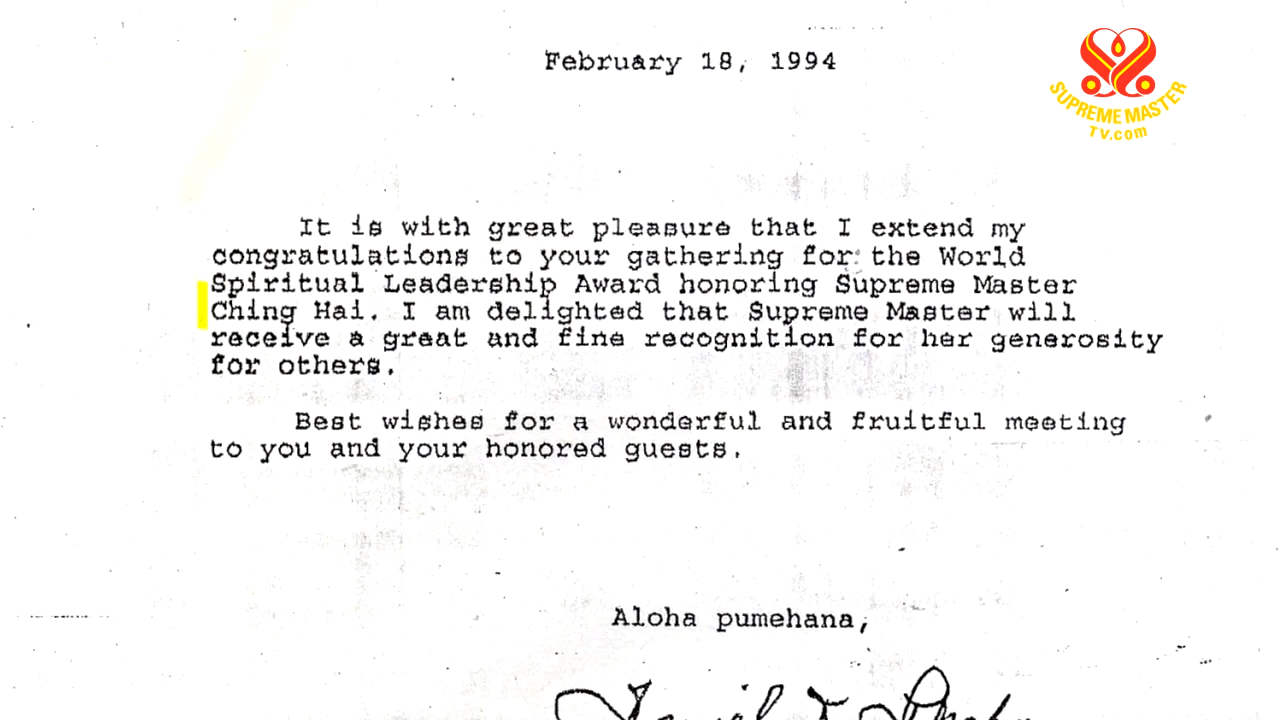 February 18, 1994
SUPREME MASTER
TV.com
It is with great pleasure that I extend my
congratulations to your gathering for the World
Spiritual Leadership Award honoring Supreme Master
Ching Hai. I am delighted that Supreme Master will
receive a great and fine recognition for her generosity
for others.
Best wishes for a wonderful and fruitful meeting
to you and your honored guests.
Aloha pumehana,